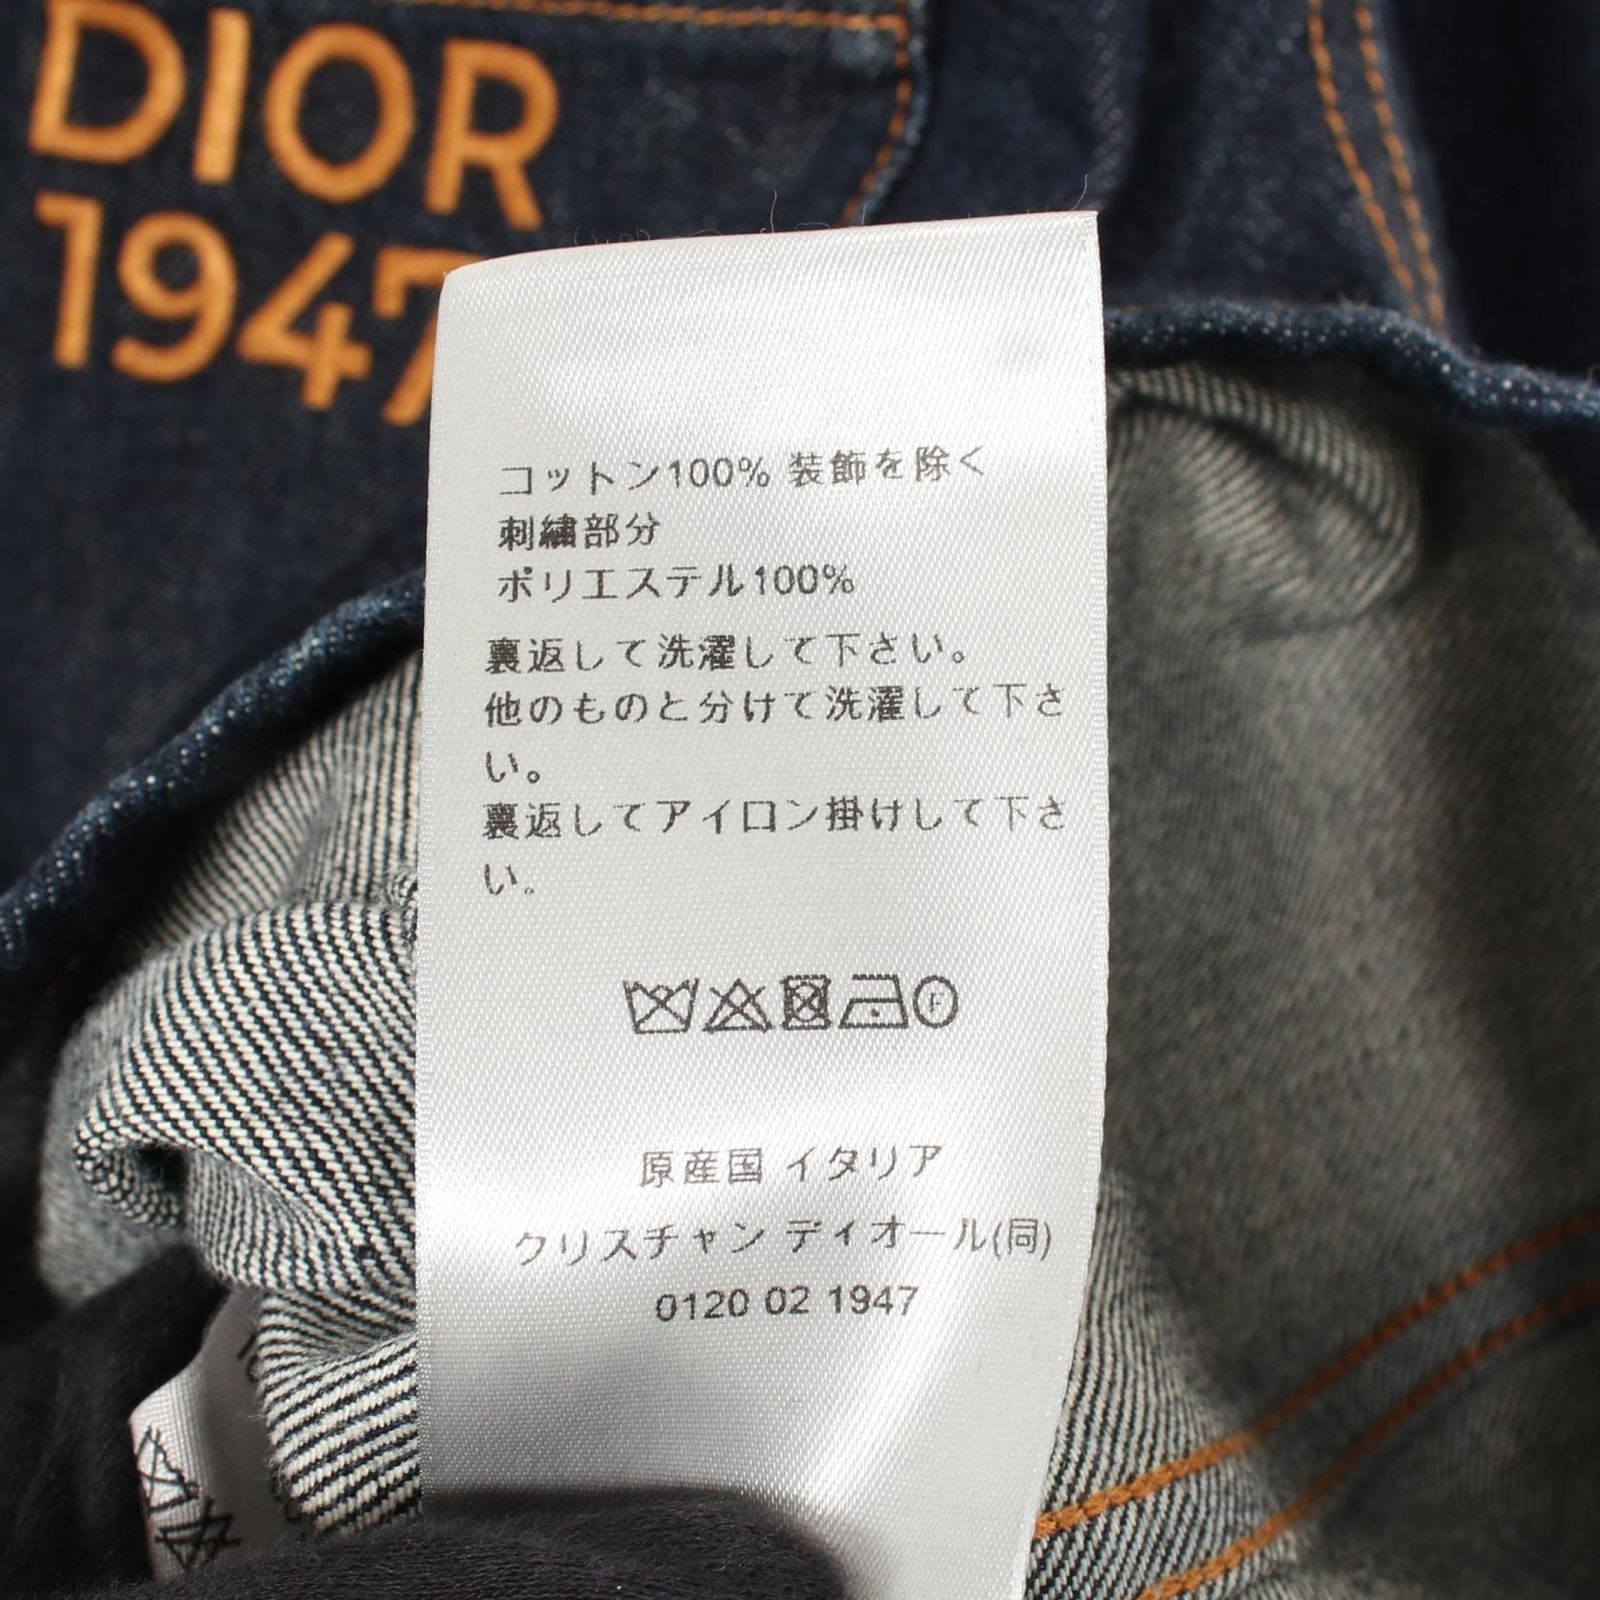 DIOR
1947
コットン100% 装飾を除く
刺繍部分
ポリエステル100%
裏返して洗濯して下さい。
他のものと分けて洗濯して下さ
い。
裏返してアイロン掛けして下さ
い。
F
原産国 イタリア
クリスチャン ディオール(同)
0120 02 1947